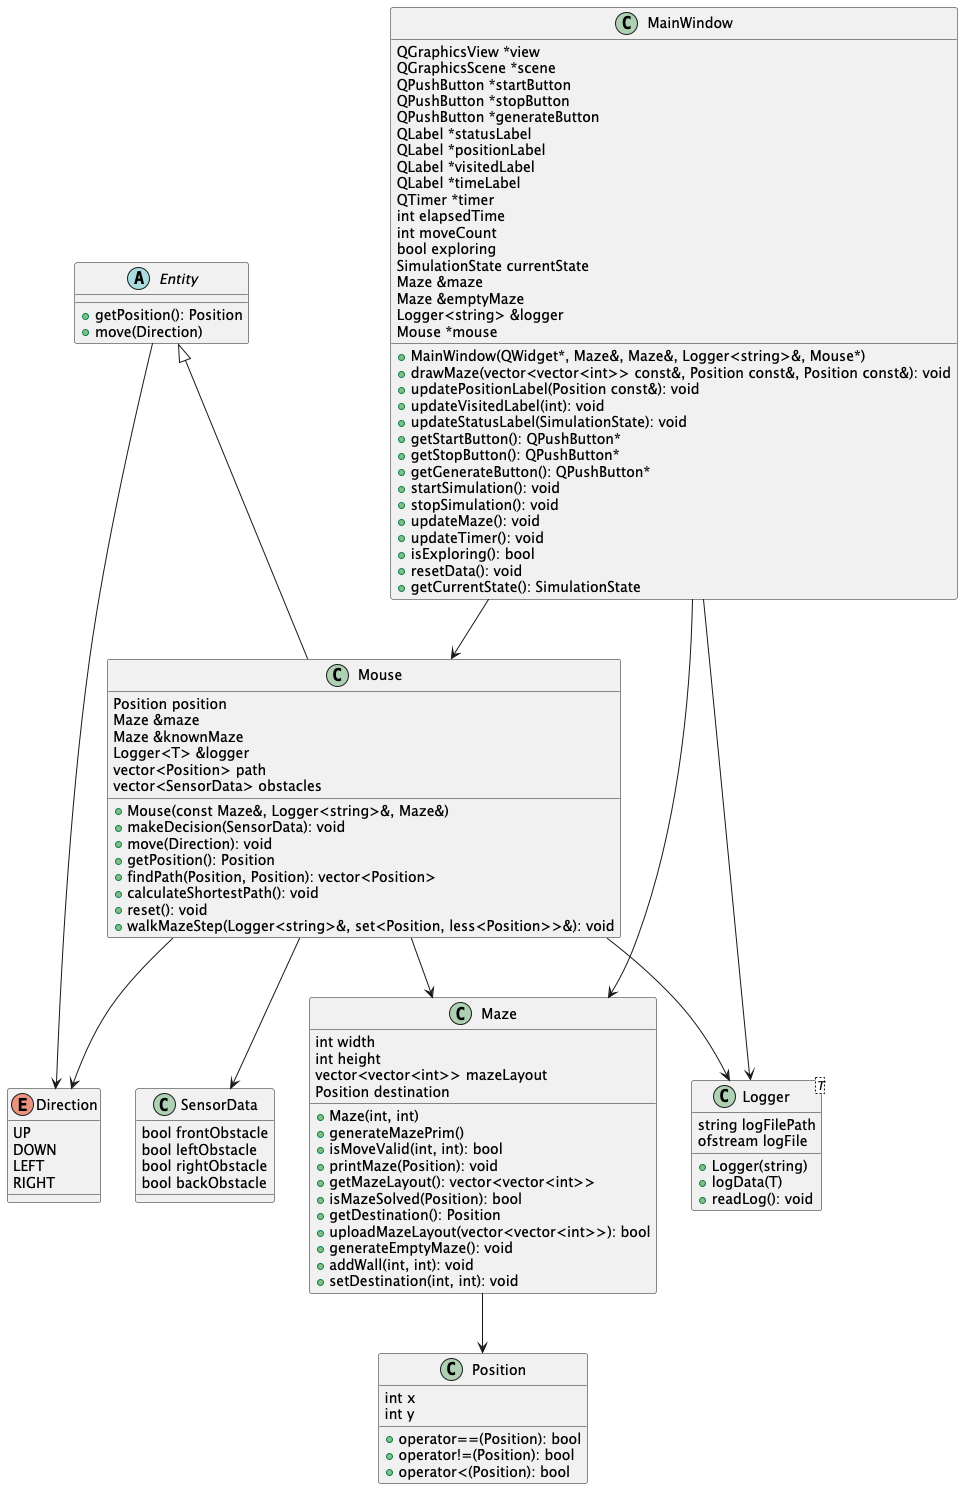 C MainWindow
QGraphicsView *view
QGraphicsScene *scene
QPushButton *startButton
QPushButton *stopButton
QPushButton *generateButton
QLabel *statusLabel
QLabel *positionLabel
QLabel *visitedLabel
QLabel *timeLabel
QTimer *timer
int elapsedTime
int moveCount
bool exploring
SimulationState currentState
Maze &maze
Maze &emptyMaze
Logger<string> &logger
Mouse *mouse
MainWindow(QWidget*, Maze&, Maze&, Logger<string>&, Mouse*)
drawMaze(vector<vector<int>> const&, Position const&, Position const&): void
updatePositionLabel(Position const&): void
updateVisitedLabel(int): void
updateStatusLabel(SimulationState): void
getStartButton(): QPushButton*
getStopButton(): QPushButton*
getGenerateButton(): QPushButton*
startSimulation(): void
stopSimulation(): void
updateMaze(): void
updateTimer(): void
isExploring(): bool
resetData(): void
getCurrentState(): SimulationState
A Entity
getPosition(): Position
move(Direction)
C Mouse
Position position
Maze &maze
Maze &knownMaze
Logger<T> &logger
vector<Position> path
vector<SensorData> obstacles
Mouse(const Maze&, Logger<string>&, Maze&)
makeDecision(SensorData): void
move(Direction): void
getPosition(): Position
findPath(Position, Position): vector<Position>
calculateShortestPath(): void
reset(): void
walkMazeStep(Logger<string>&, set<Position, less<Position>>&): void
E Direction
UP
DOWN
LEFT
RIGHT
C SensorData
bool frontObstacle
bool leftObstacle
bool rightObstacle
bool backObstacle
C Maze
int width
int height
vector<vector<int>> mazeLayout
Position destination
Maze(int, int)
generateMazePrim()
isMoveValid(int, int): bool
printMaze(Position): void
getMazeLayout(): vector<vector<int>>
isMazeSolved(Position): bool
getDestination(): Position
uploadMazeLayout(vector<vector<int>>): bool
generateEmptyMaze(): void
addWall(int, int): void
setDestination(int, int): void
C Logger
T
string logFilePath
ofstream logFile
Logger(string)
logData(T)
readLog(): void
C Position
int x
int y
operator==(Position): bool
operator!=(Position): bool
operator<(Position): bool